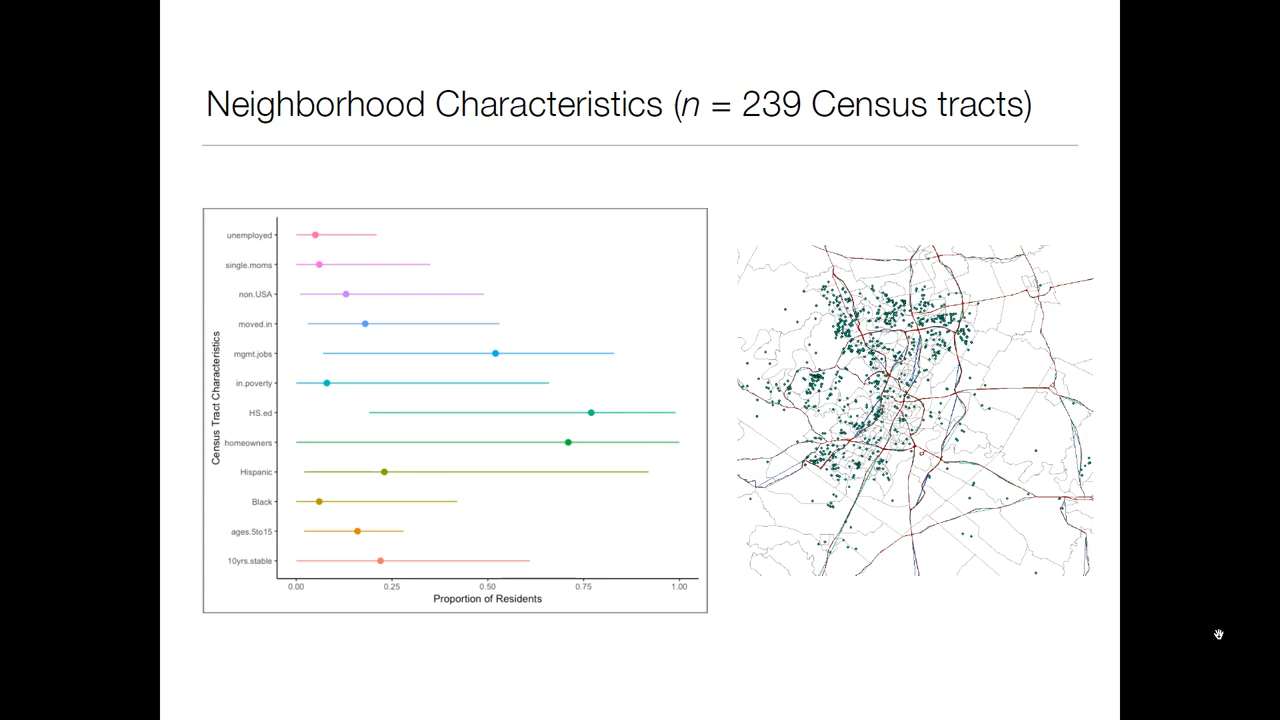 Neighborhood Characteristics (n = 239 Census tracts)
unemployed
single.moms
non.USA
moved.in
mgmt.jobs
in.poverty
HS.ed
homeowners
Hispanic
Black
ages.5to15
10yrs.stable
Census Tract Characteristics
0.00 0.25 0.50 0.75 1.00
Proportion of Residents